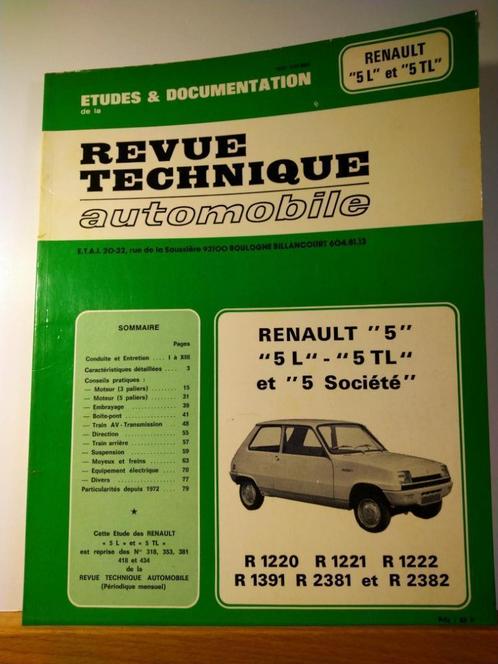 ETUDES & DOCUMENTATION
de la
RENAULT
"5 L" et "5 TL"
REVUE
TECHNIQUE
automobile
E.T.A.I. 20-22, rue de la Saussière 92100 BOULOGNE BILLANCOURT 604.81.13
SOMMAIRE
Pages
Conduite et Entretien .... I à XIII
Caractéristiques détaillées .... 3
Conseils pratiques :
— Moteur (3 paliers) .... 15
— Moteur (5 paliers) .... 31
— Embrayage .... 39
— Boîte-pont .... 41
— Train AV - Transmission 48
— Direction .... 55
— Train arrière .... 57
— Suspension .... 59
— Moyeux et freins .... 63
— Equipement électrique .... 70
— Divers .... 77
Particularités depuis 1972 .... 79
Cette Etude des RENAULT
« 5 L » et « 5 TL »
est reprise des N° 318, 353, 381
418 et 434
de la
REVUE TECHNIQUE AUTOMOBILE
(Périodique mensuel)
RENAULT "5"
"5 L" - "5 TL"
et "5 Société"
R 1220 R 1221 R 1222
R 1391 R 2381 et R 2382